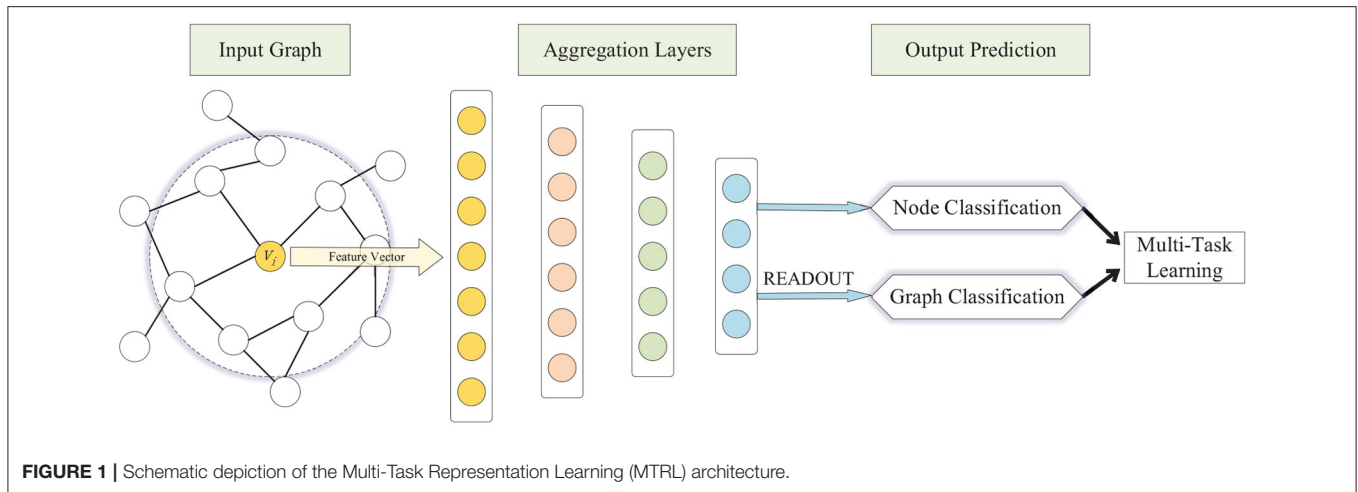 Input Graph
Aggregation Layers
Output Prediction
V_i
Feature Vector
READOUT
Node Classification
Graph Classification
Multi-Task
Learning
FIGURE 1 | Schematic depiction of the Multi-Task Representation Learning (MTRL) architecture.